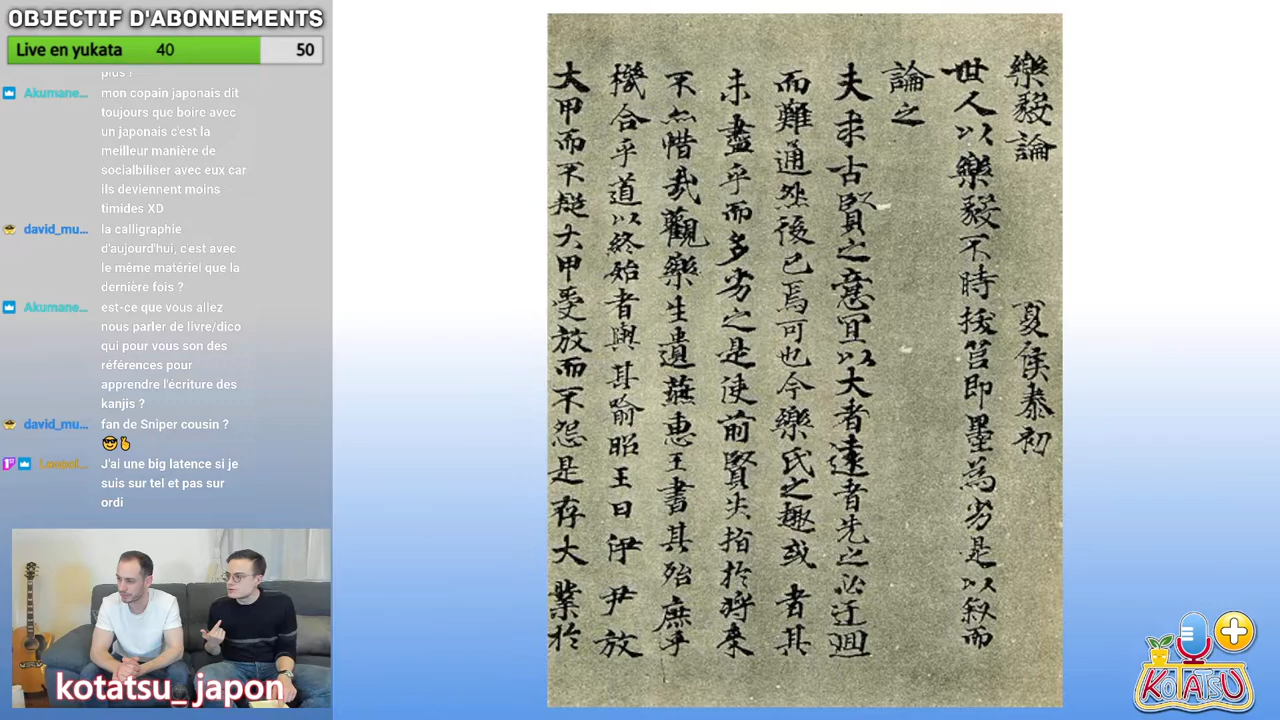 OBJECTIF D'ABONNEMENTS
Live en yukata 40 50
plus !
Akumane... mon copain japonais dit
toujours que boire avec
un japonais c'est la
meilleur manière de
socialbiliser avec eux car
ils deviennent moins
timides XD
david_mu... la calligraphie
d'aujourd'hui, c'est avec
le même matériel que la
dernière fois ?
Akumane... est-ce que vous allez
nous parler de livre/dico
qui pour vous son des
références pour
apprendre l'écriture des
kanjis ?
david_mu... fan de Sniper cousin ?
J'ai une big latence si je
suis sur tel et pas sur
ordi
kotatsu_japon
樂毅論 夏侯泰初
世人以樂毅不時拔莒即墨為劣是以叙而
論之
夫求古賢之意宜以大者遠者先之必迂迴
而難通然後已焉可也今樂氏之趣或者其
未盡乎而多劣之是使前賢失指於將來
不亦惜哉觀樂生遺燕惠王書其殆庶乎
機合乎道以終始者與其喻昭王曰伊尹放
大甲而不疑大甲受放而不怨是存大業於
KOTATSU